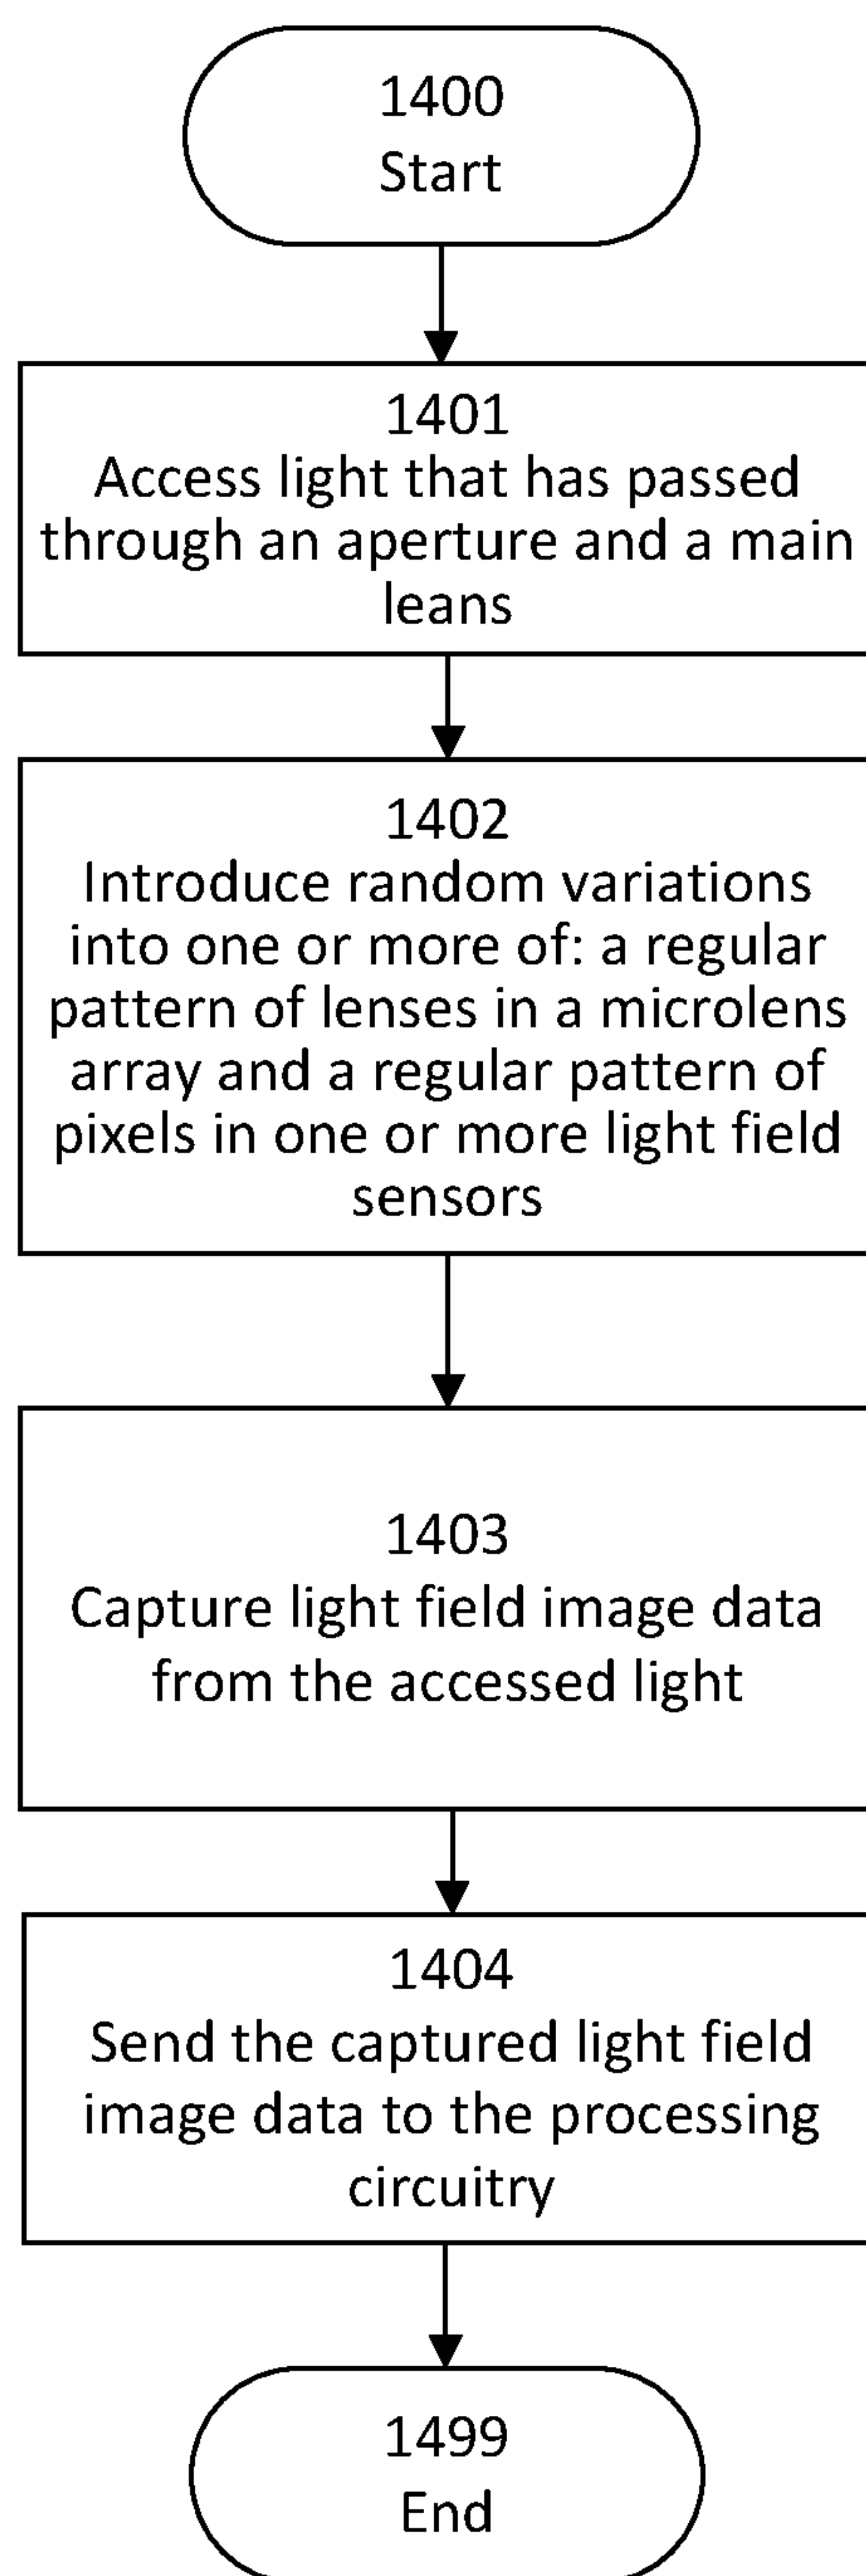 1400
Start
1401
Access light that has passed
through an aperture and a main
leans
1402
Introduce random variations
into one or more of: a regular
pattern of lenses in a microlens
array and a regular pattern of
pixels in one or more light field
sensors
1403
Capture light field image data
from the accessed light
1404
Send the captured light field
image data to the processing
circuitry
1499
End